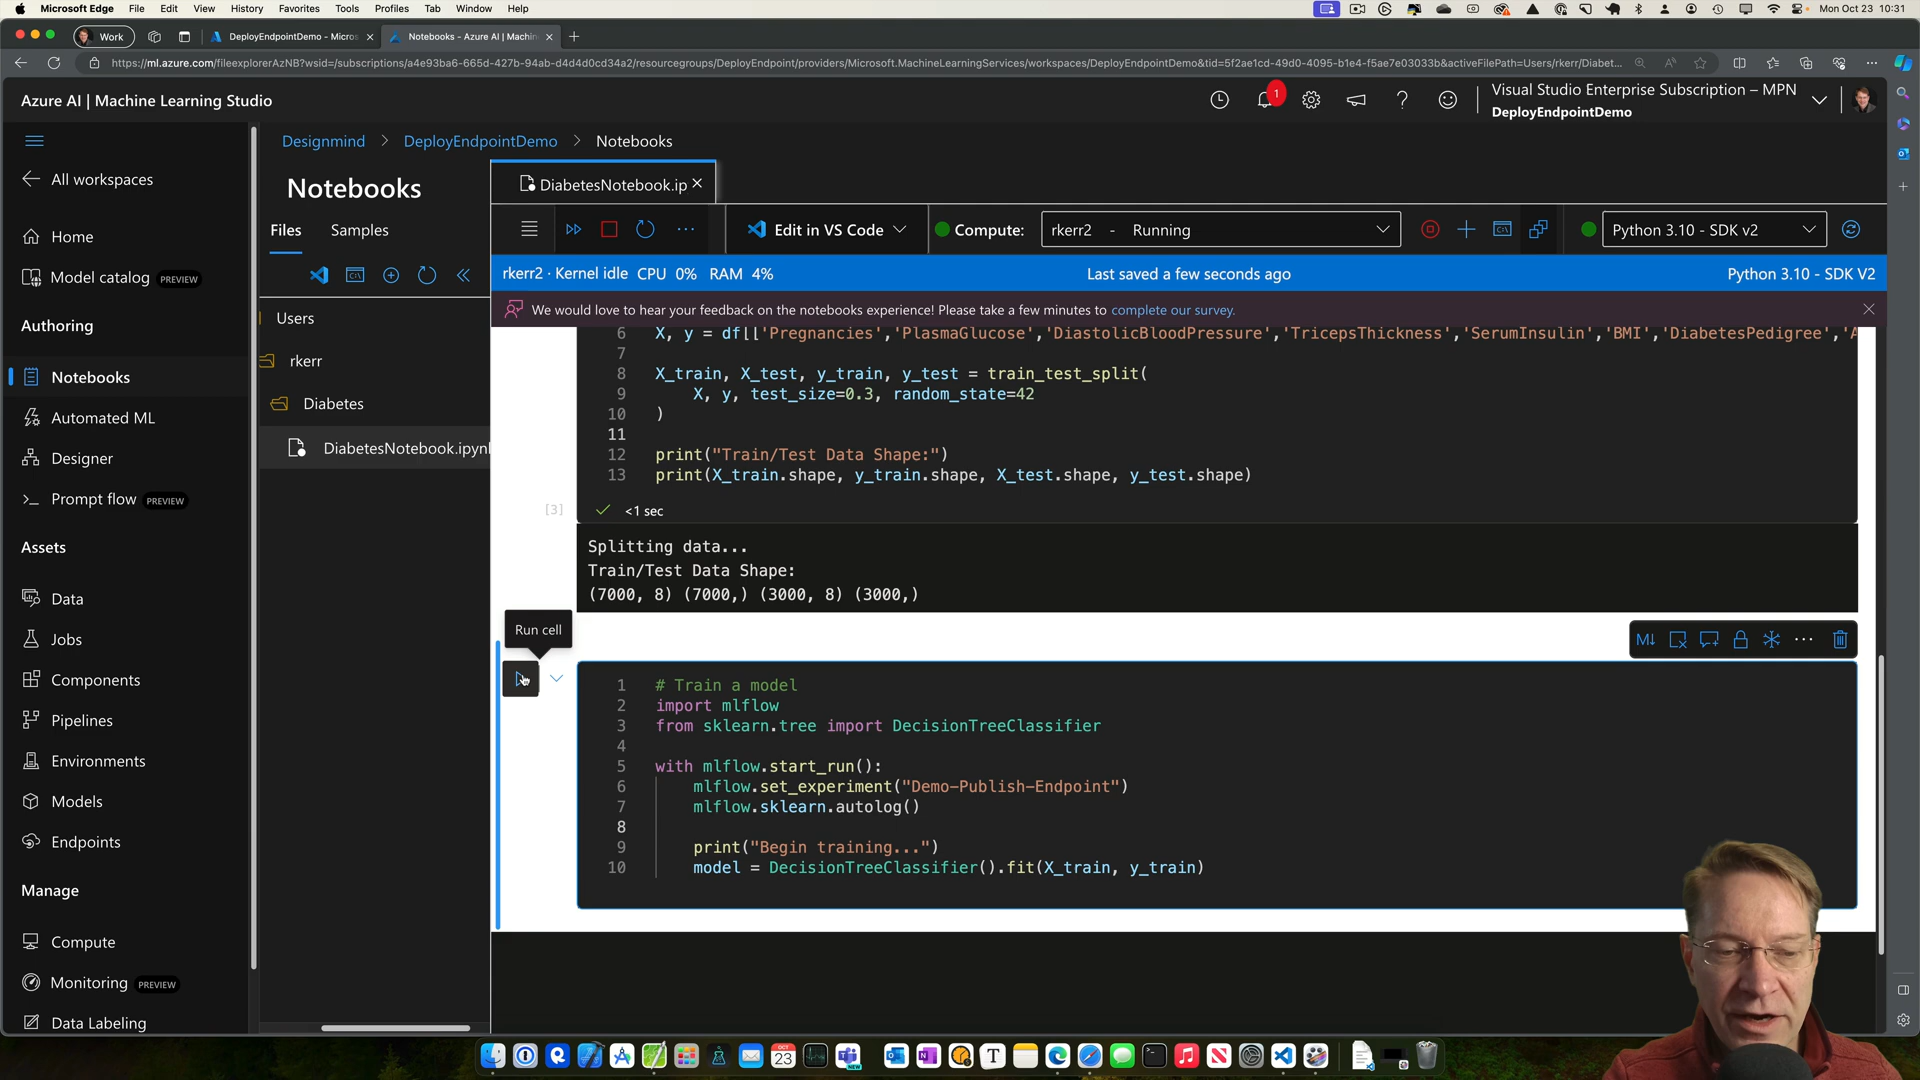 Microsoft Edge File Edit View History Favorites Tools Profiles Tab Window Help Mon Oct 23 10:31
Work DeployEndpointDemo - Micros Notebooks - Azure AI | Machin
https://ml.azure.com/fileexplorerAzNB?wsid=/subscriptions/a4e93ba6-665d-427b-94ab-d4d4d0cd34a2/resourcegroups/DeployEndpoint/providers/Microsoft.MachineLearningServices/workspaces/DeployEndpointDemo&tid=5f2ae1cd-49d0-4095-b1e4-f5ae7e03033b&activeFilePath=Users/rkerr/Diabet...
Azure AI | Machine Learning Studio
1
Visual Studio Enterprise Subscription – MPN
DeployEndpointDemo
All workspaces
Home
Model catalog PREVIEW
Authoring
Notebooks
Automated ML
Designer
Prompt flow PREVIEW
Assets
Data
Jobs
Components
Pipelines
Environments
Models
Endpoints
Manage
Compute
Monitoring PREVIEW
Data Labeling
Designmind > DeployEndpointDemo > Notebooks
Notebooks
Files Samples
Users
rkerr
Diabetes
DiabetesNotebook.ipynb
DiabetesNotebook.ip
Edit in VS Code Compute: rkerr2 - Running Python 3.10 - SDK v2
rkerr2 · Kernel idle CPU 0% RAM 4% Last saved a few seconds ago Python 3.10 - SDK V2
We would love to hear your feedback on the notebooks experience! Please take a few minutes to complete our survey.
6 X, y = df[['Pregnancies','PlasmaGlucose','DiastolicBloodPressure','TricepsThickness','SerumInsulin','BMI','DiabetesPedigree','A
7
8 X_train, X_test, y_train, y_test = train_test_split(
9 X, y, test_size=0.3, random_state=42
10 )
11
12 print("Train/Test Data Shape:")
13 print(X_train.shape, y_train.shape, X_test.shape, y_test.shape)
[3] <1 sec
Splitting data...
Train/Test Data Shape:
(7000, 8) (7000,) (3000, 8) (3000,)
Run cell
M↓
1 # Train a model
2 import mlflow
3 from sklearn.tree import DecisionTreeClassifier
4
5 with mlflow.start_run():
6 mlflow.set_experiment("Demo-Publish-Endpoint")
7 mlflow.sklearn.autolog()
8
9 print("Begin training...")
10 model = DecisionTreeClassifier().fit(X_train, y_train)
OCT
23
NEW